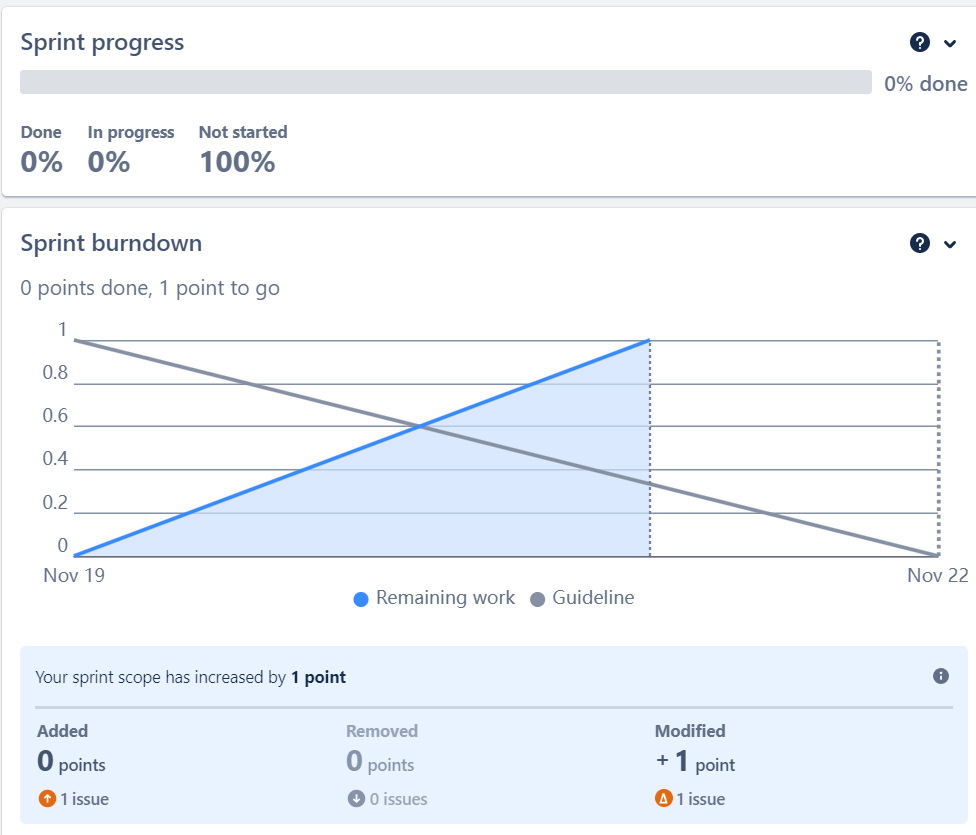 Sprint progress
0% done
Done In progress Not started
0% 0% 100%
Sprint burndown
0 points done, 1 point to go
1
0.8
0.6
0.4
0.2
0
Nov 19 Nov 22
Remaining work Guideline
Your sprint scope has increased by 1 point
Added Removed Modified
0 points 0 points + 1 point
1 issue 0 issues 1 issue